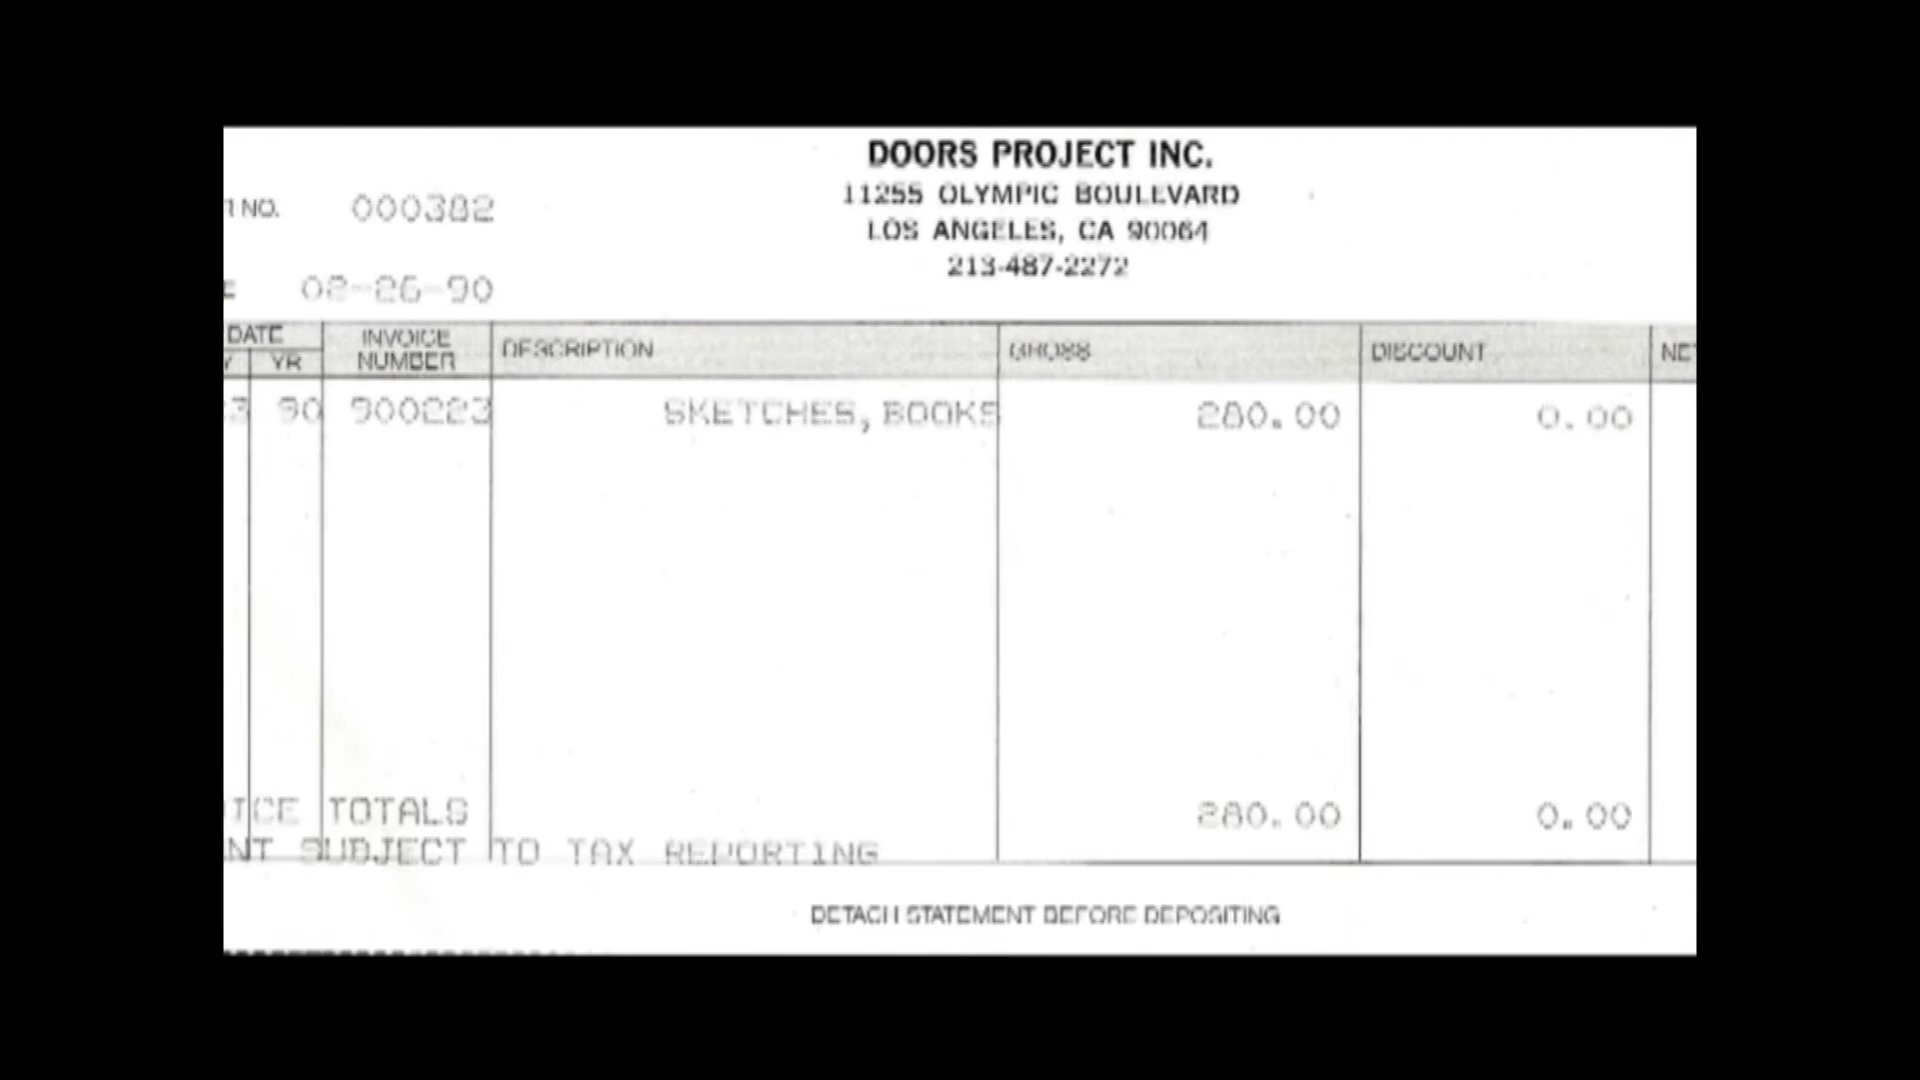 DOORS PROJECT INC.
11255 OLYMPIC BOULEVARD
LOS ANGELES, CA 90064
213-487-2272
NO. 000382
02-26-90
DATE
YR
INVOICE NUMBER
DESCRIPTION
GROSS
DISCOUNT
90 900223 SKETCHES, BOOKS 280.00 0.00
TOTALS 280.00 0.00
SUBJECT TO TAX REPORTING
DETACH STATEMENT BEFORE DEPOSITING